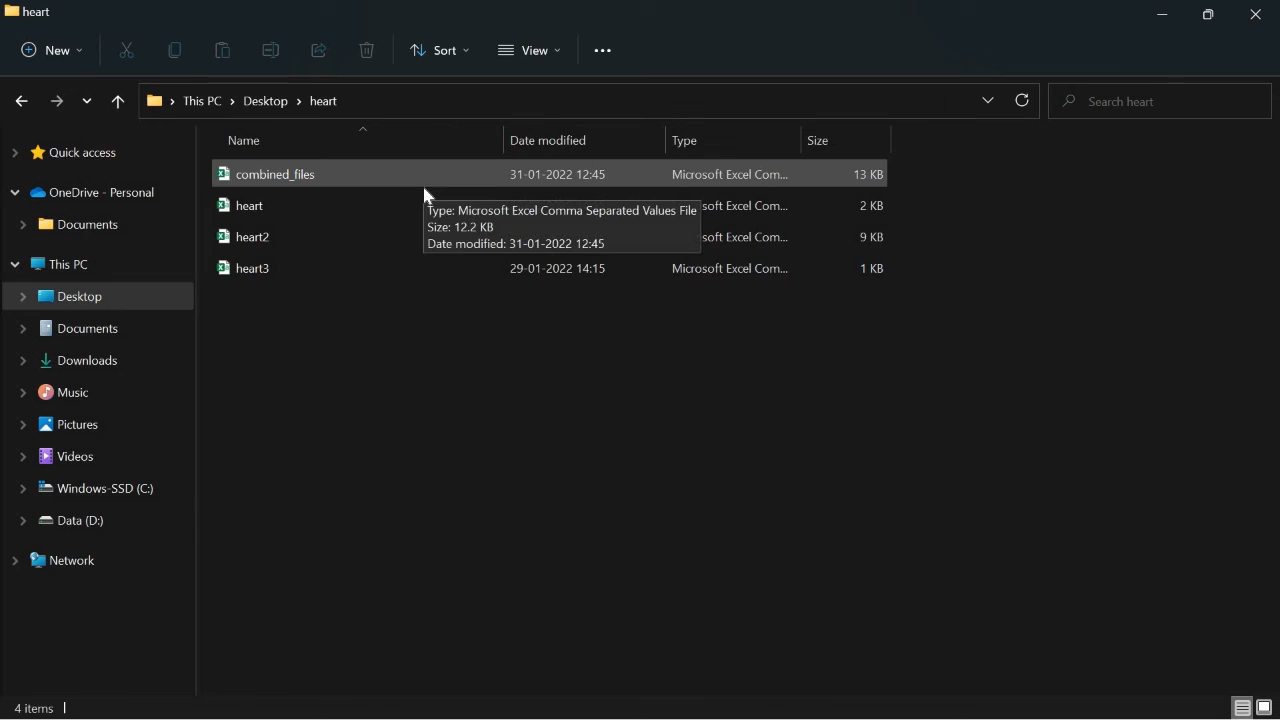 heart
New
Sort
View
This PC > Desktop > heart
Search heart
Name
Date modified
Type
Size
Quick access
OneDrive - Personal
Documents
This PC
Desktop
Documents
Downloads
Music
Pictures
Videos
Windows-SSD (C:)
Data (D:)
Network
combined_files 31-01-2022 12:45 Microsoft Excel Com... 13 KB
heart soft Excel Com... 2 KB
heart2 soft Excel Com... 9 KB
heart3 29-01-2022 14:15 Microsoft Excel Com... 1 KB
Type: Microsoft Excel Comma Separated Values File
Size: 12.2 KB
Date modified: 31-01-2022 12:45
4 items